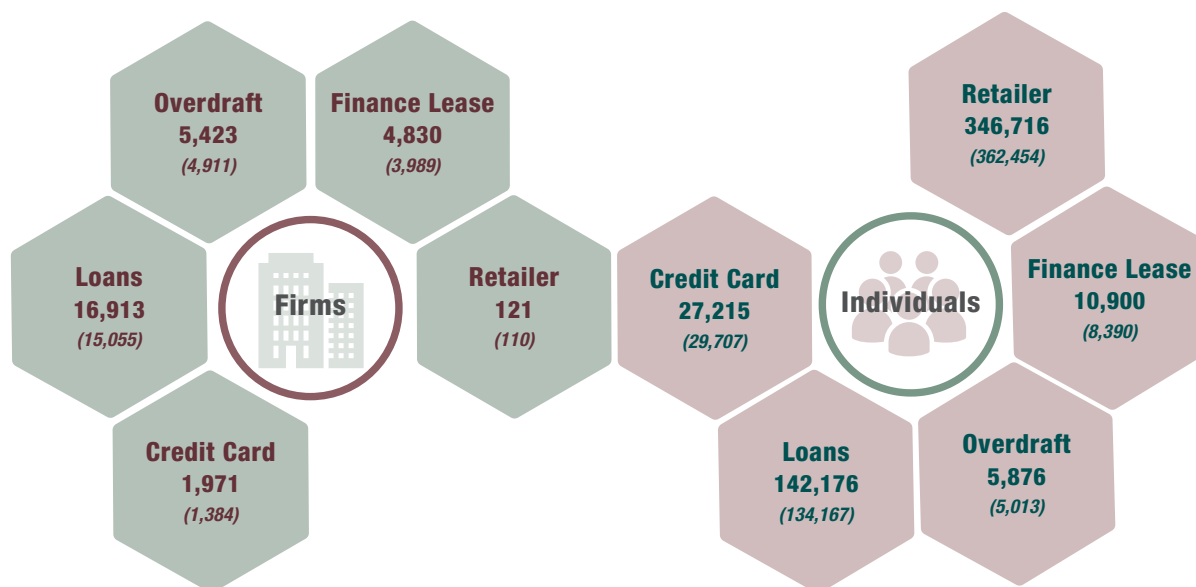 Overdraft
5,423
(4,911)
Finance Lease
4,830
(3,989)
Loans
16,913
(15,055)
Firms
Retailer
121
(110)
Credit Card
1,971
(1,384)
Retailer
346,716
(362,454)
Credit Card
27,215
(29,707)
Individuals
Finance Lease
10,900
(8,390)
Loans
142,176
(134,167)
Overdraft
5,876
(5,013)